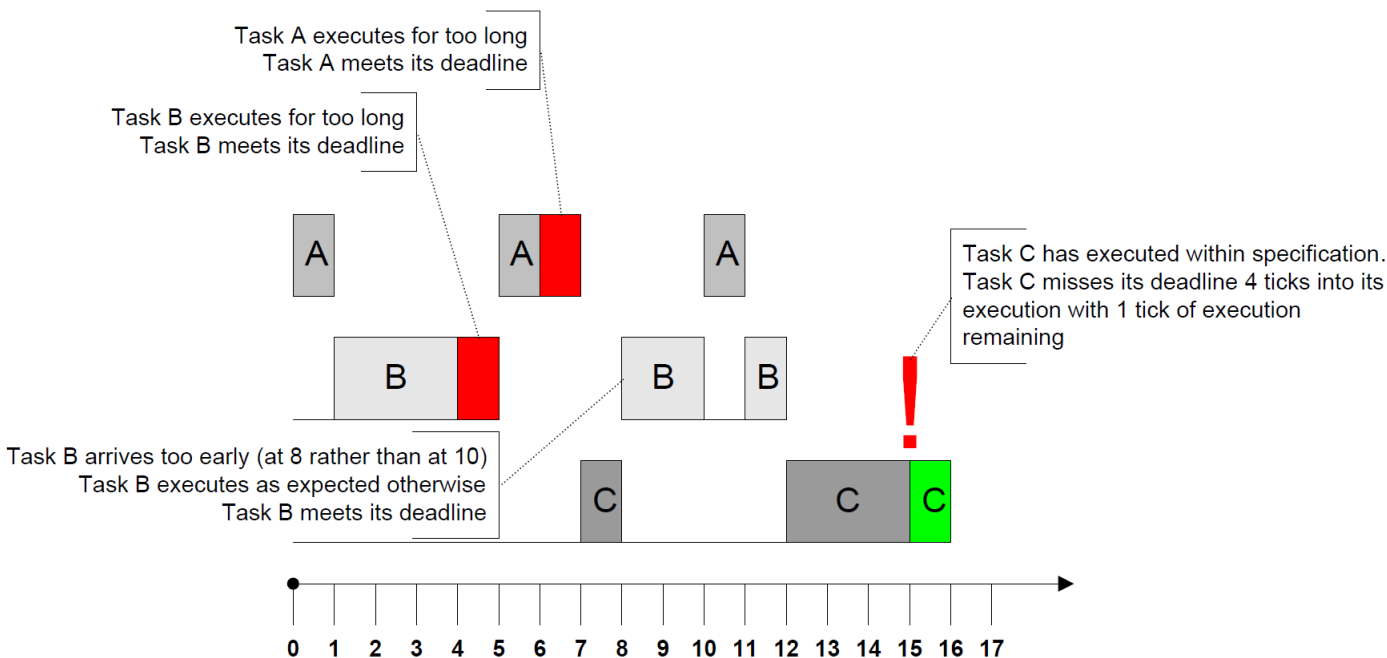 Task A executes for too long
Task A meets its deadline
Task B executes for too long
Task B meets its deadline
A
A
A
Task C has executed within specification.
Task C misses its deadline 4 ticks into its
execution with 1 tick of execution
remaining
B
B
B
!
Task B arrives too early (at 8 rather than at 10)
Task B executes as expected otherwise
Task B meets its deadline
C
C
C
0 1 2 3 4 5 6 7 8 9 10 11 12 13 14 15 16 17